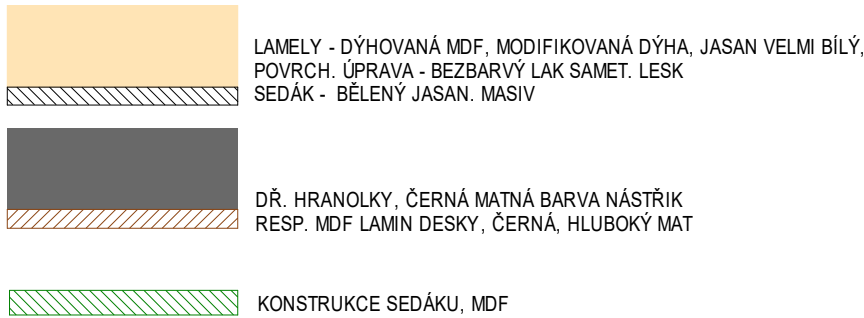 LAMELY - DÝHOVANÁ MDF, MODIFIKOVANÁ DÝHA, JASAN VELMI BÍLÝ,
POVRCH. ÚPRAVA - BEZBARVÝ LAK SAMET. LESK
SEDÁK - BĚLENÝ JASAN. MASIV
DŘ. HRANOLKY, ČERNÁ MATNÁ BARVA NÁSTŘIK
RESP. MDF LAMIN DESKY, ČERNÁ, HLUBOKÝ MAT
KONSTRUKCE SEDÁKU, MDF